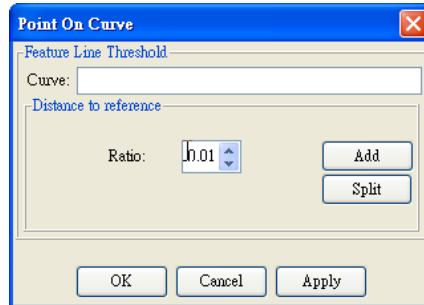 Point On Curve
Feature Line Threshold
Curve:
Distance to reference
Ratio: 0.01 Add
Split
OK Cancel Apply